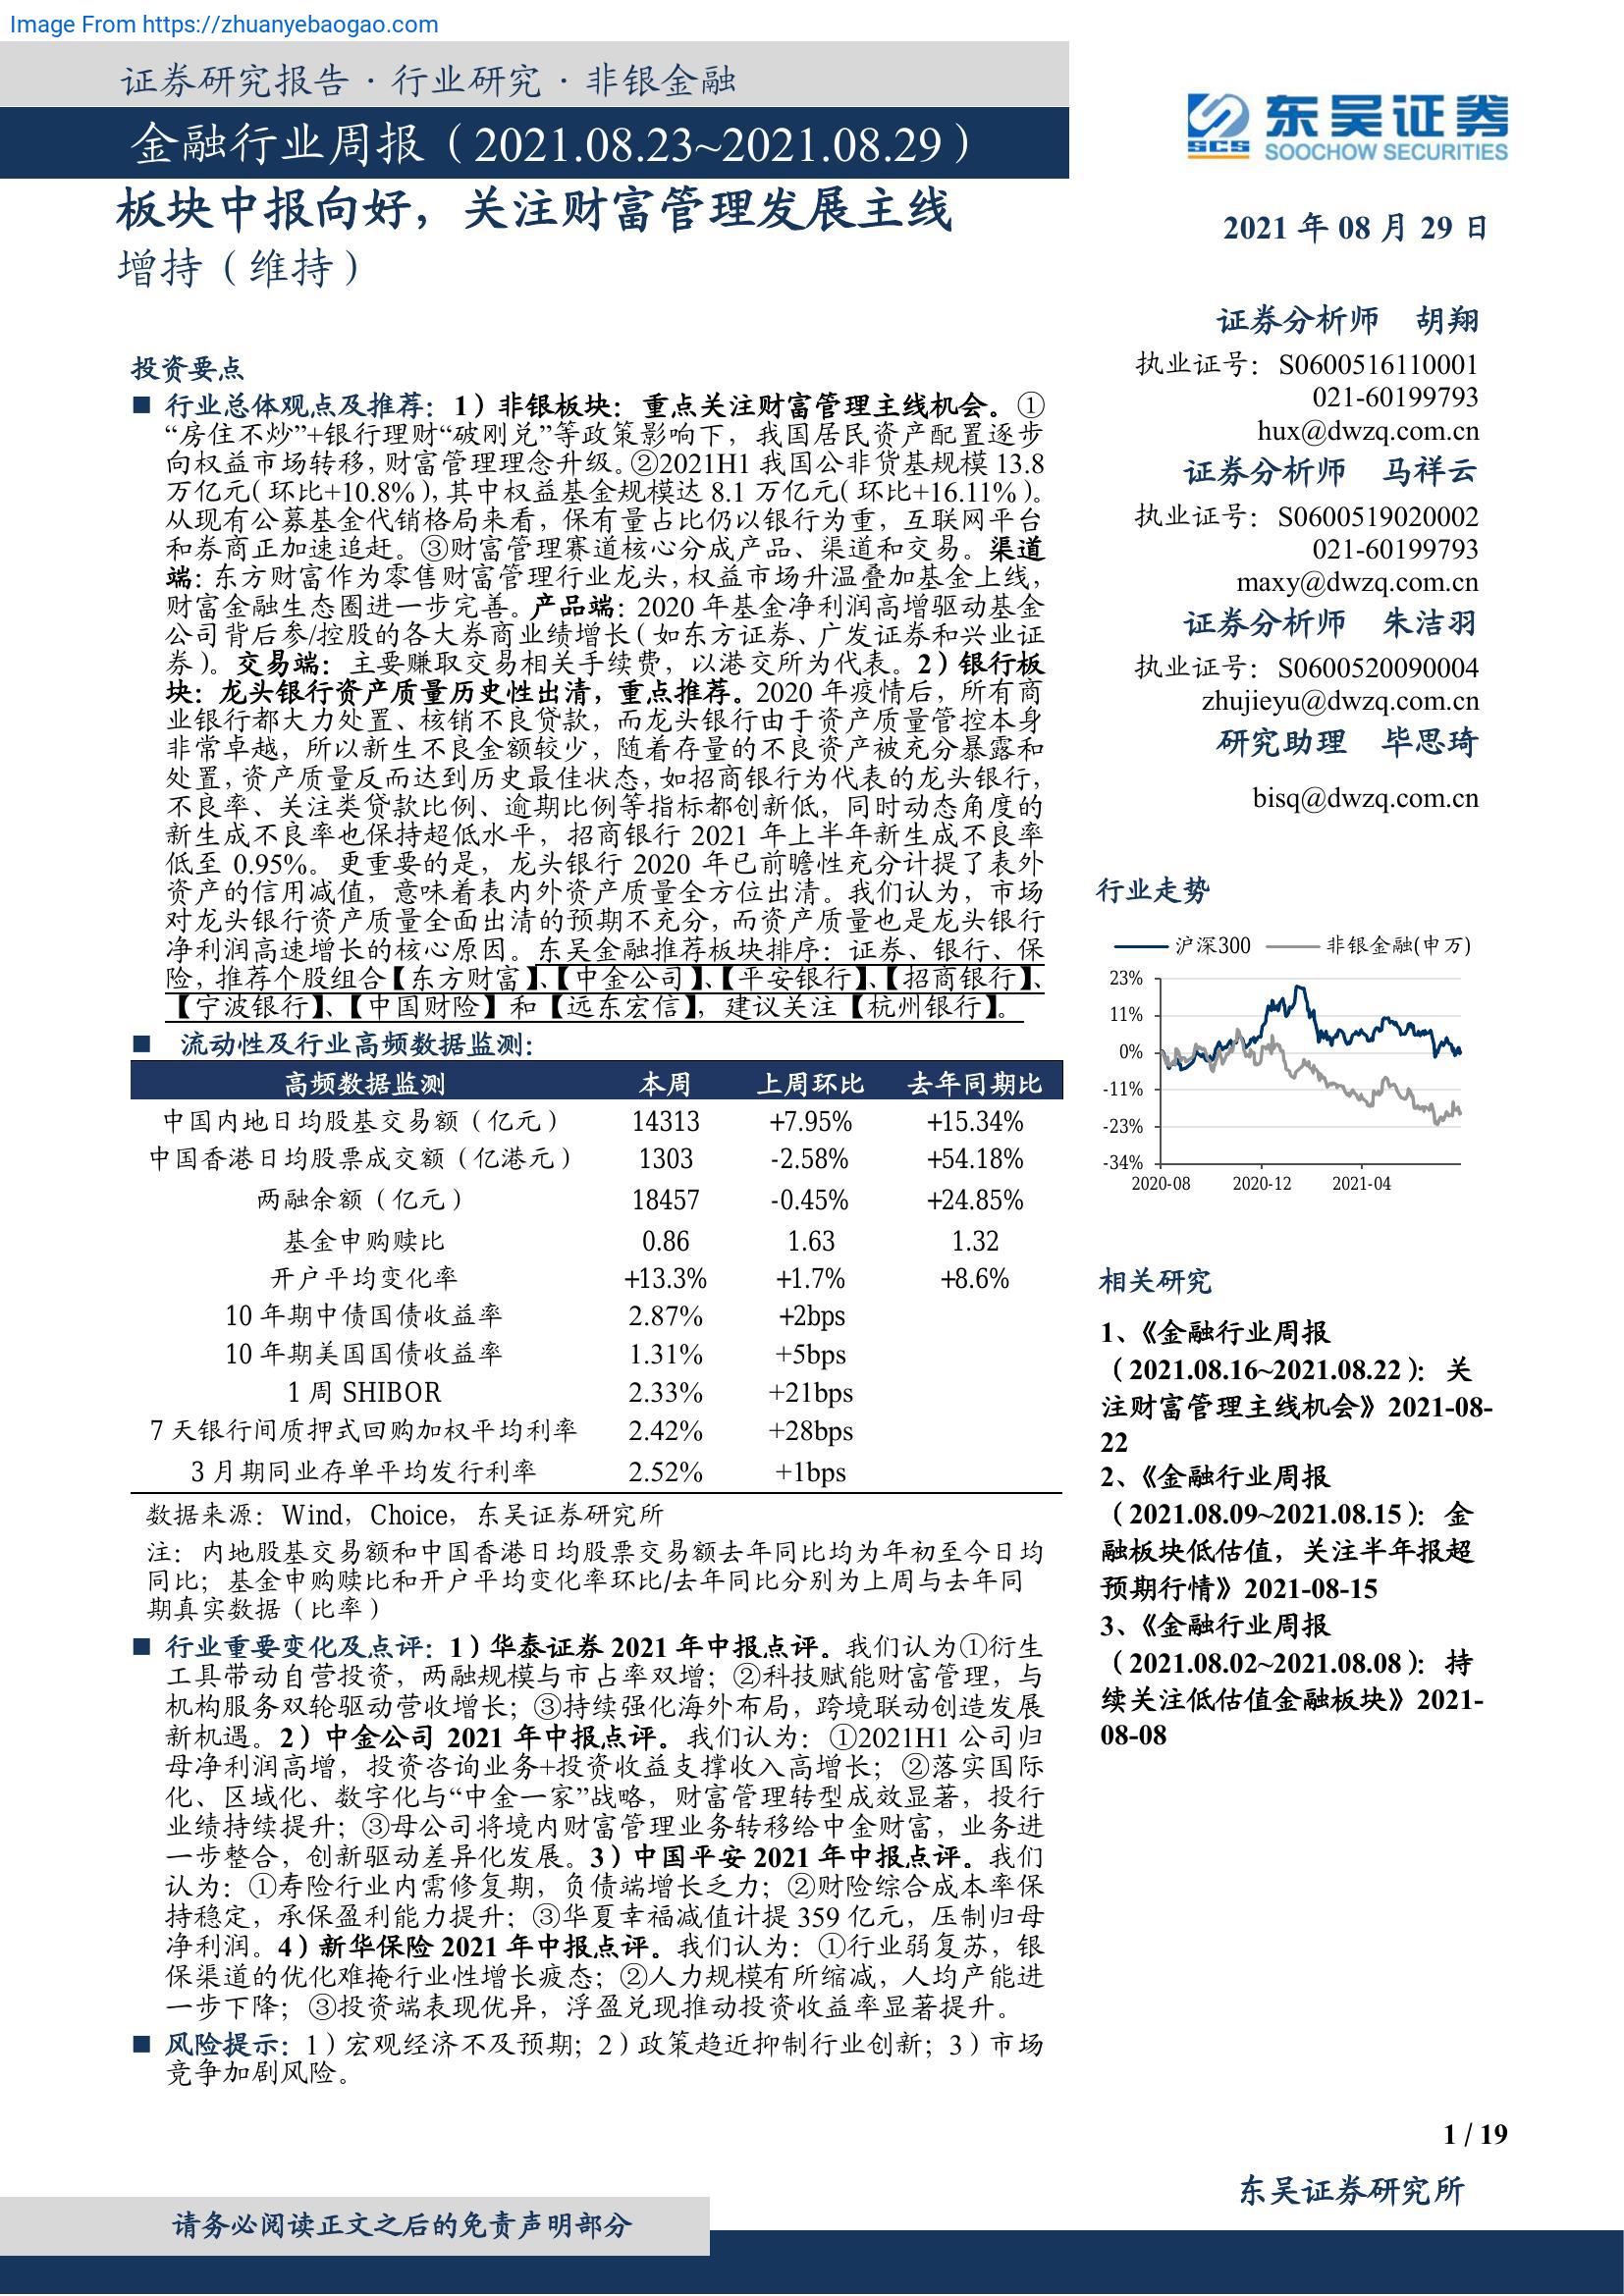 Image From https://zhuanyebaogao.com
证券研究报告·行业研究·非银金融
金融行业周报（2021.08.23~2021.08.29）
板块中报向好，关注财富管理发展主线
增持（维持）
投资要点
■ 行业总体观点及推荐：1）非银板块：重点关注财富管理主线机会。①
“房住不炒”+银行理财“破刚兑”等政策影响下，我国居民资产配置逐步
向权益市场转移，财富管理理念升级。②2021H1 我国公非货基规模 13.8
万亿元（环比+10.8%），其中权益基金规模达 8.1 万亿元（环比+16.11%）。
从现有公募基金代销格局来看，保有量占比仍以银行为重，互联网平台
和券商正加速追赶。③财富管理赛道核心分成产品、渠道和交易。渠道
端：东方财富作为零售财富管理行业龙头，权益市场升温叠加基金上线，
财富金融生态圈进一步完善。产品端：2020 年基金净利润高增驱动基金
公司背后参/控股的各大券商业绩增长（如东方证券、广发证券和兴业证
券）。交易端：主要赚取交易相关手续费，以港交所为代表。2）银行板
块：龙头银行资产质量历史性出清，重点推荐。2020 年疫情后，所有商
业银行都大力处置、核销不良贷款，而龙头银行由于资产质量管控本身
非常卓越，所以新生不良金额较少，随着存量的不良资产被充分暴露和
处置，资产质量反而达到历史最佳状态，如招商银行为代表的龙头银行，
不良率、关注类贷款比例、逾期比例等指标都创新低，同时动态角度的
新生成不良率也保持超低水平，招商银行 2021 年上半年新生成不良率
低至 0.95%。更重要的是，龙头银行 2020 年已前瞻性充分计提了表外
资产的信用减值，意味着表内外资产质量全方位出清。我们认为，市场
对龙头银行资产质量全面出清的预期不充分，而资产质量也是龙头银行
净利润高速增长的核心原因。东吴金融推荐板块排序：证券、银行、保
险，推荐个股组合【东方财富】、【中金公司】、【平安银行】、【招商银行】、
【宁波银行】、【中国财险】和【远东宏信】，建议关注【杭州银行】。
■ 流动性及行业高频数据监测：
高频数据监测 本周 上周环比 去年同期比
中国内地日均股基交易额（亿元） 14313 +7.95% +15.34%
中国香港日均股票成交额（亿港元） 1303 -2.58% +54.18%
两融余额（亿元） 18457 -0.45% +24.85%
基金申购赎比 0.86 1.63 1.32
开户平均变化率 +13.3% +1.7% +8.6%
10 年期中债国债收益率 2.87% +2bps
10 年期美国国债收益率 1.31% +5bps
1 周 SHIBOR 2.33% +21bps
7 天银行间质押式回购加权平均利率 2.42% +28bps
3 月期同业存单平均发行利率 2.52% +1bps
数据来源：Wind，Choice，东吴证券研究所
注：内地股基交易额和中国香港日均股票交易额去年同比均为年初至今日均
同比；基金申购赎比和开户平均变化率环比/去年同比分别为上周与去年同
期真实数据（比率）
■ 行业重要变化及点评：1）华泰证券 2021 年中报点评。我们认为①衍生
工具带动自营投资，两融规模与市占率双增；②科技赋能财富管理，与
机构服务双轮驱动营收增长；③持续强化海外布局，跨境联动创造发展
新机遇。2）中金公司 2021 年中报点评。我们认为：①2021H1 公司归
母净利润高增，投资咨询业务+投资收益支撑收入高增长；②落实国际
化、区域化、数字化与“中金一家”战略，财富管理转型成效显著，投行
业绩持续提升；③母公司将境内财富管理业务转移给中金财富，业务进
一步整合，创新驱动差异化发展。3）中国平安 2021 年中报点评。我们
认为：①寿险行业内需修复期，负债端增长乏力；②财险综合成本率保
持稳定，承保盈利能力提升；③华夏幸福减值计提 359 亿元，压制归母
净利润。4）新华保险 2021 年中报点评。我们认为：①行业弱复苏，银
保渠道的优化难掩行业性增长疲态；②人力规模有所缩减，人均产能进
一步下降；③投资端表现优异，浮盈兑现推动投资收益率显著提升。
■ 风险提示：1）宏观经济不及预期；2）政策趋近抑制行业创新；3）市场
竞争加剧风险。
东吴证券
SCS SOOCHOW SECURITIES
2021 年 08 月 29 日
证券分析师 胡翔
执业证号：S0600516110001
021-60199793
hux@dwzq.com.cn
证券分析师 马祥云
执业证号：S0600519020002
021-60199793
maxy@dwzq.com.cn
证券分析师 朱洁羽
执业证号：S0600520090004
zhujieyu@dwzq.com.cn
研究助理 毕思琦
bisq@dwzq.com.cn
行业走势
沪深300 非银金融(申万)
23%
11%
0%
-11%
-23%
-34%
2020-08 2020-12 2021-04
相关研究
1、《金融行业周报
（2021.08.16~2021.08.22）：关
注财富管理主线机会》2021-08-
22
2、《金融行业周报
（2021.08.09~2021.08.15）：金
融板块低估值，关注半年报超
预期行情》2021-08-15
3、《金融行业周报
（2021.08.02~2021.08.08）：持
续关注低估值金融板块》2021-
08-08
1 / 19
东吴证券研究所
请务必阅读正文之后的免责声明部分